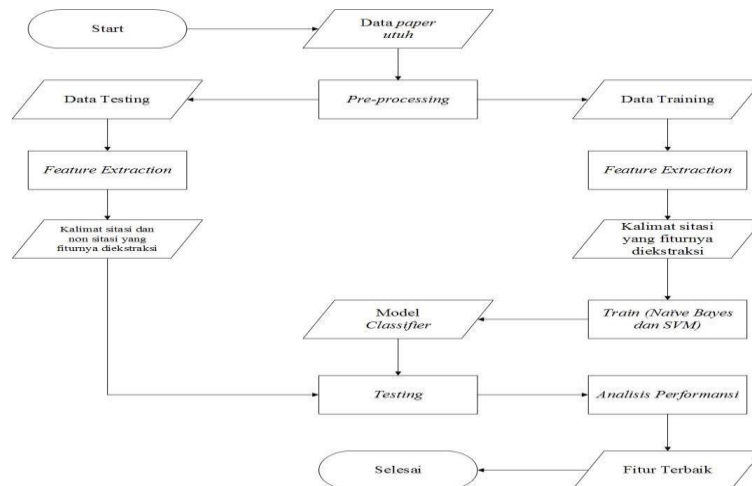 Start
Data paper
utuh
Data Testing
Pre-processing
Data Training
Feature Extraction
Feature Extraction
Kalimat sitasi dan
non sitasi yang
fiturnya diekstraksi
Kalimat sitasi
yang fiturnya
diekstraksi
Model
Classifier
Train (Naïve Bayes
dan SVM)
Testing
Analisis Performansi
Selesai
Fitur Terbaik